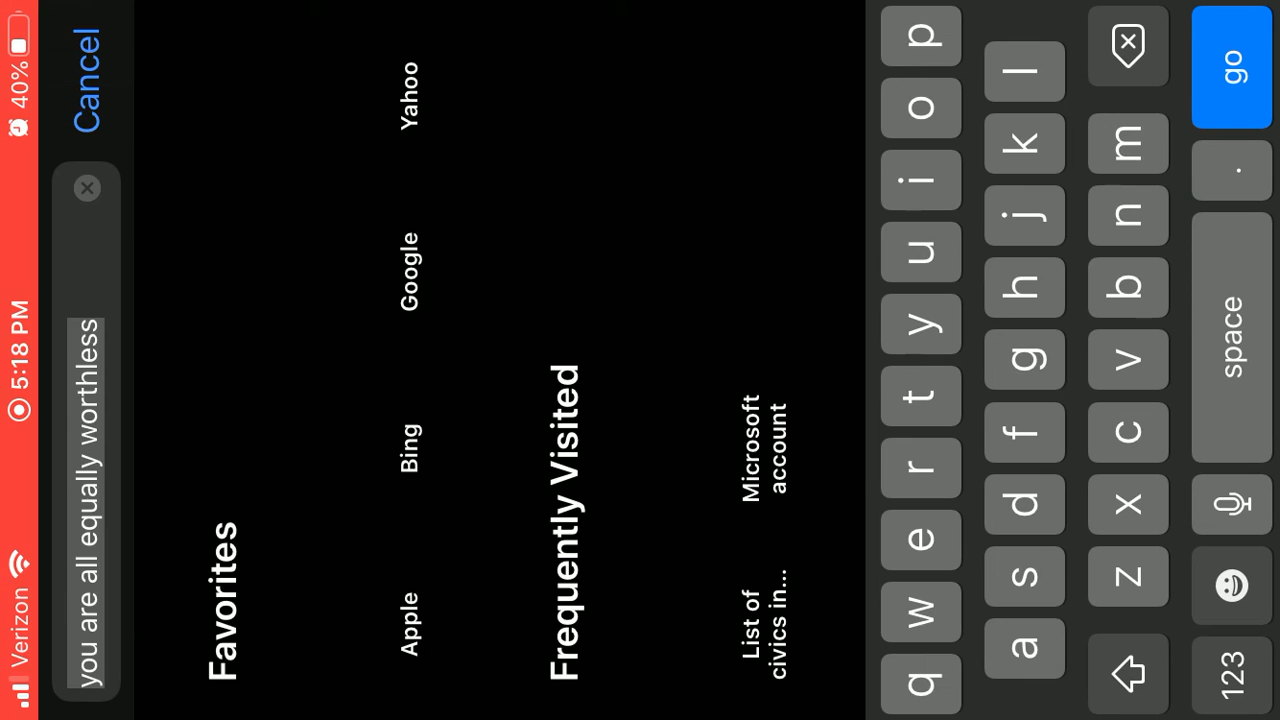 Verizon 5:18 PM 40%
you are all equally worthless Cancel
Favorites
Apple Bing Google Yahoo
Frequently Visited
List of Microsoft
civics in... account
q w e r t y u i o p
a s d f g h j k l
z x c v b n m
123 space . go